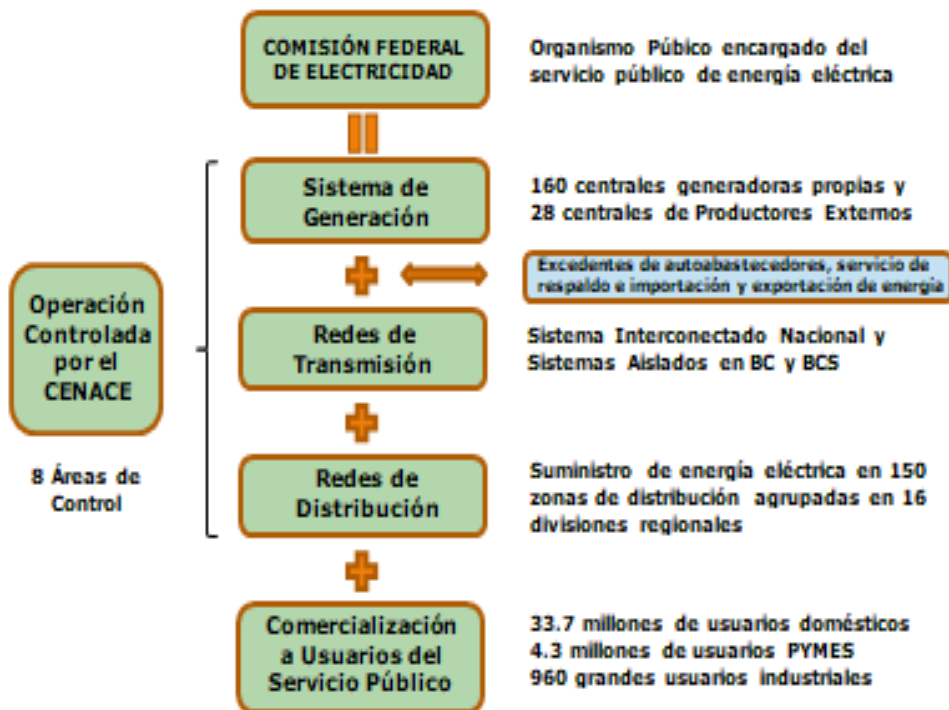 COMISIÓN FEDERAL
DE ELECTRICIDAD
Organismo Púbico encargado del
servicio público de energía eléctrica
Sistema de
Generación
160 centrales generadoras propias y
28 centrales de Productores Externos
Excedentes de autoabastecedores, servicio de
respaldo e importación y exportación de energia
Operación
Controlada
por el
CENACE
8 Áreas de
Control
Redes de
Transmisión
Sistema Interconectado Nacional y
Sistemas Aislados en BC y BCS
Redes de
Distribución
Suministro de energía eléctrica en 150
zonas de distribución agrupadas en 16
divisiones regionales
Comercialización
a Usuarios del
Servicio Público
33.7 millones de usuarios domésticos
4.3 millones de usuarios PYMES
960 grandes usuarios industriales